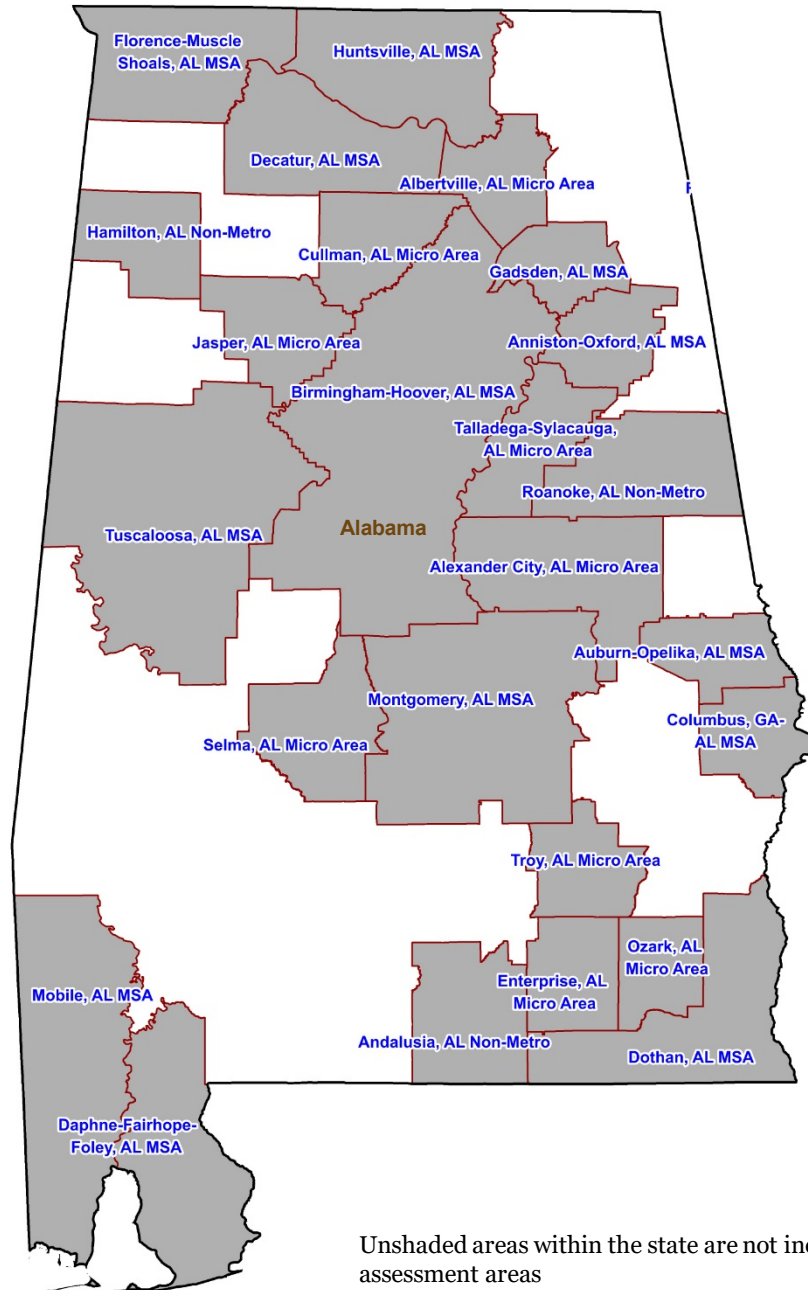 Florence-Muscle
Shoals, AL MSA
Huntsville, AL MSA
Decatur, AL MSA
Albertville, AL Micro Area
Hamilton, AL Non-Metro
Cullman, AL Micro Area
Gadsden, AL MSA
Jasper, AL Micro Area
Anniston-Oxford, AL MSA
Birmingham-Hoover, AL MSA
Talladega-Sylacauga,
AL Micro Area
Roanoke, AL Non-Metro
Tuscaloosa, AL MSA
Alabama
Alexander City, AL Micro Area
Auburn-Opelika, AL MSA
Montgomery, AL MSA
Columbus, GA-
AL MSA
Selma, AL Micro Area
Troy, AL Micro Area
Ozark, AL
Micro Area
Enterprise, AL
Micro Area
Mobile, AL MSA
Andalusia, AL Non-Metro
Dothan, AL MSA
Daphne-Fairhope-
Foley, AL MSA
Unshaded areas within the state are not
assessment areas